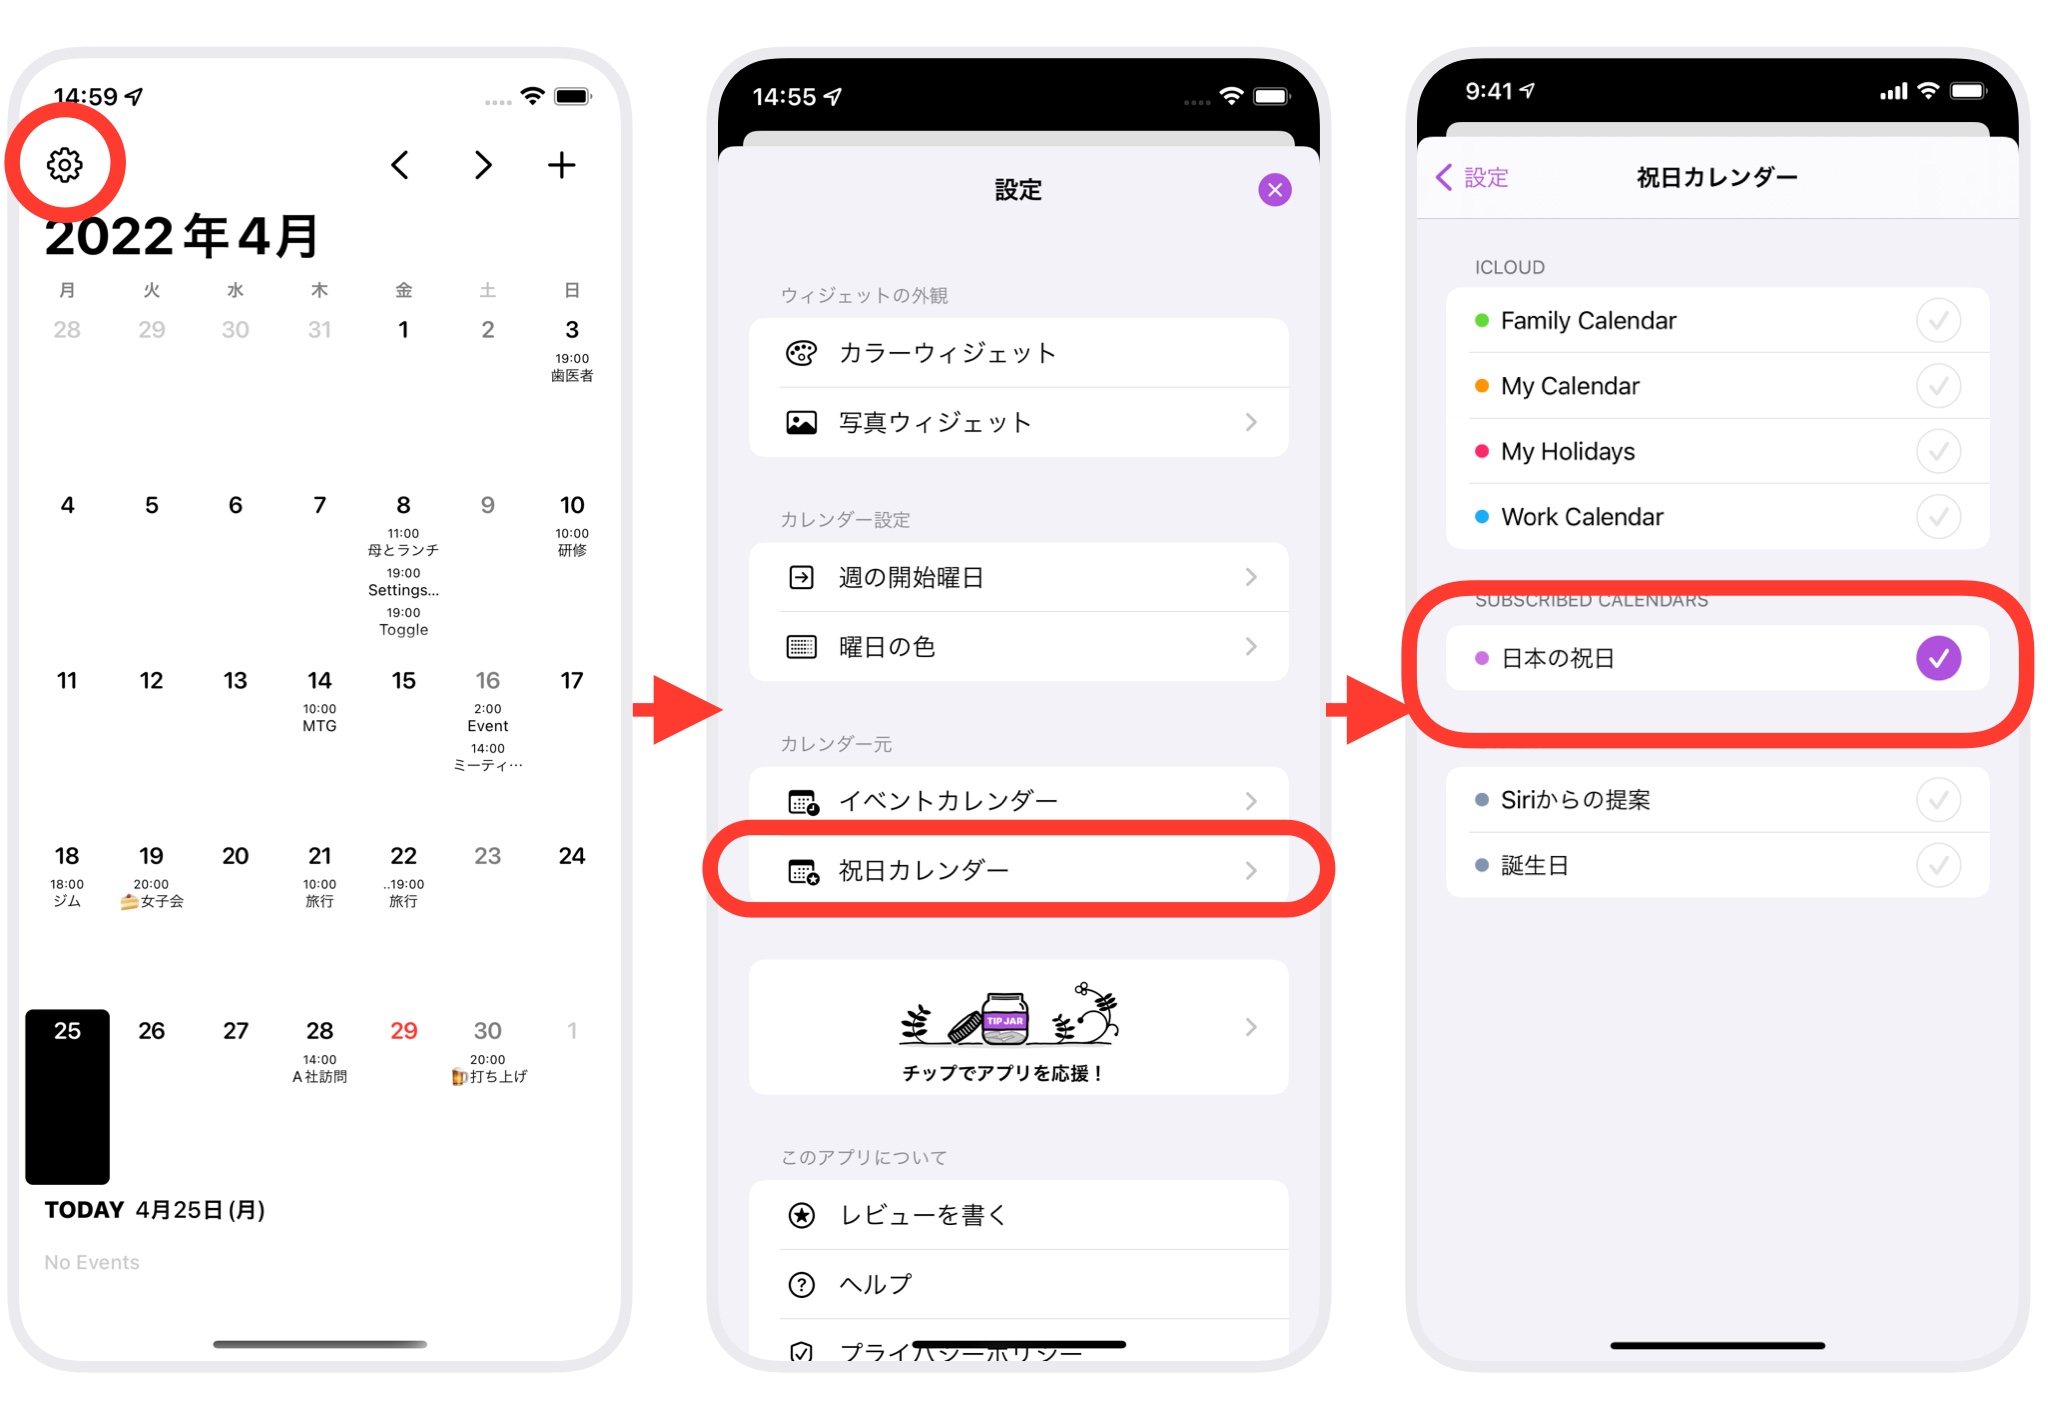 14:59
2022年4月
月 火 水 木 金 土 日
28 29 30 31 1 2 3
19:00
歯医者
4 5 6 7 8 9 10
11:00 10:00
母とランチ 研修
19:00
Settings...
19:00
Toggle
11 12 13 14 15 16 17
10:00 2:00
MTG Event
14:00
ミーティ…
18 19 20 21 22 23 24
18:00 20:00 10:00 ..19:00
ジム 🍰女子会 旅行 旅行
25 26 27 28 29 30 1
14:00 20:00
A社訪問 🍺打ち上げ
TODAY 4月25日(月)
No Events
14:55
設定
ウィジェットの外観
カラーウィジェット
写真ウィジェット
カレンダー設定
週の開始曜日
曜日の色
カレンダー元
イベントカレンダー
祝日カレンダー
TIP JAR
チップでアプリを応援！
このアプリについて
レビューを書く
ヘルプ
プライバシーポリシー
9:41
設定 祝日カレンダー
ICLOUD
Family Calendar
My Calendar
My Holidays
Work Calendar
SUBSCRIBED CALENDARS
日本の祝日
Siriからの提案
誕生日